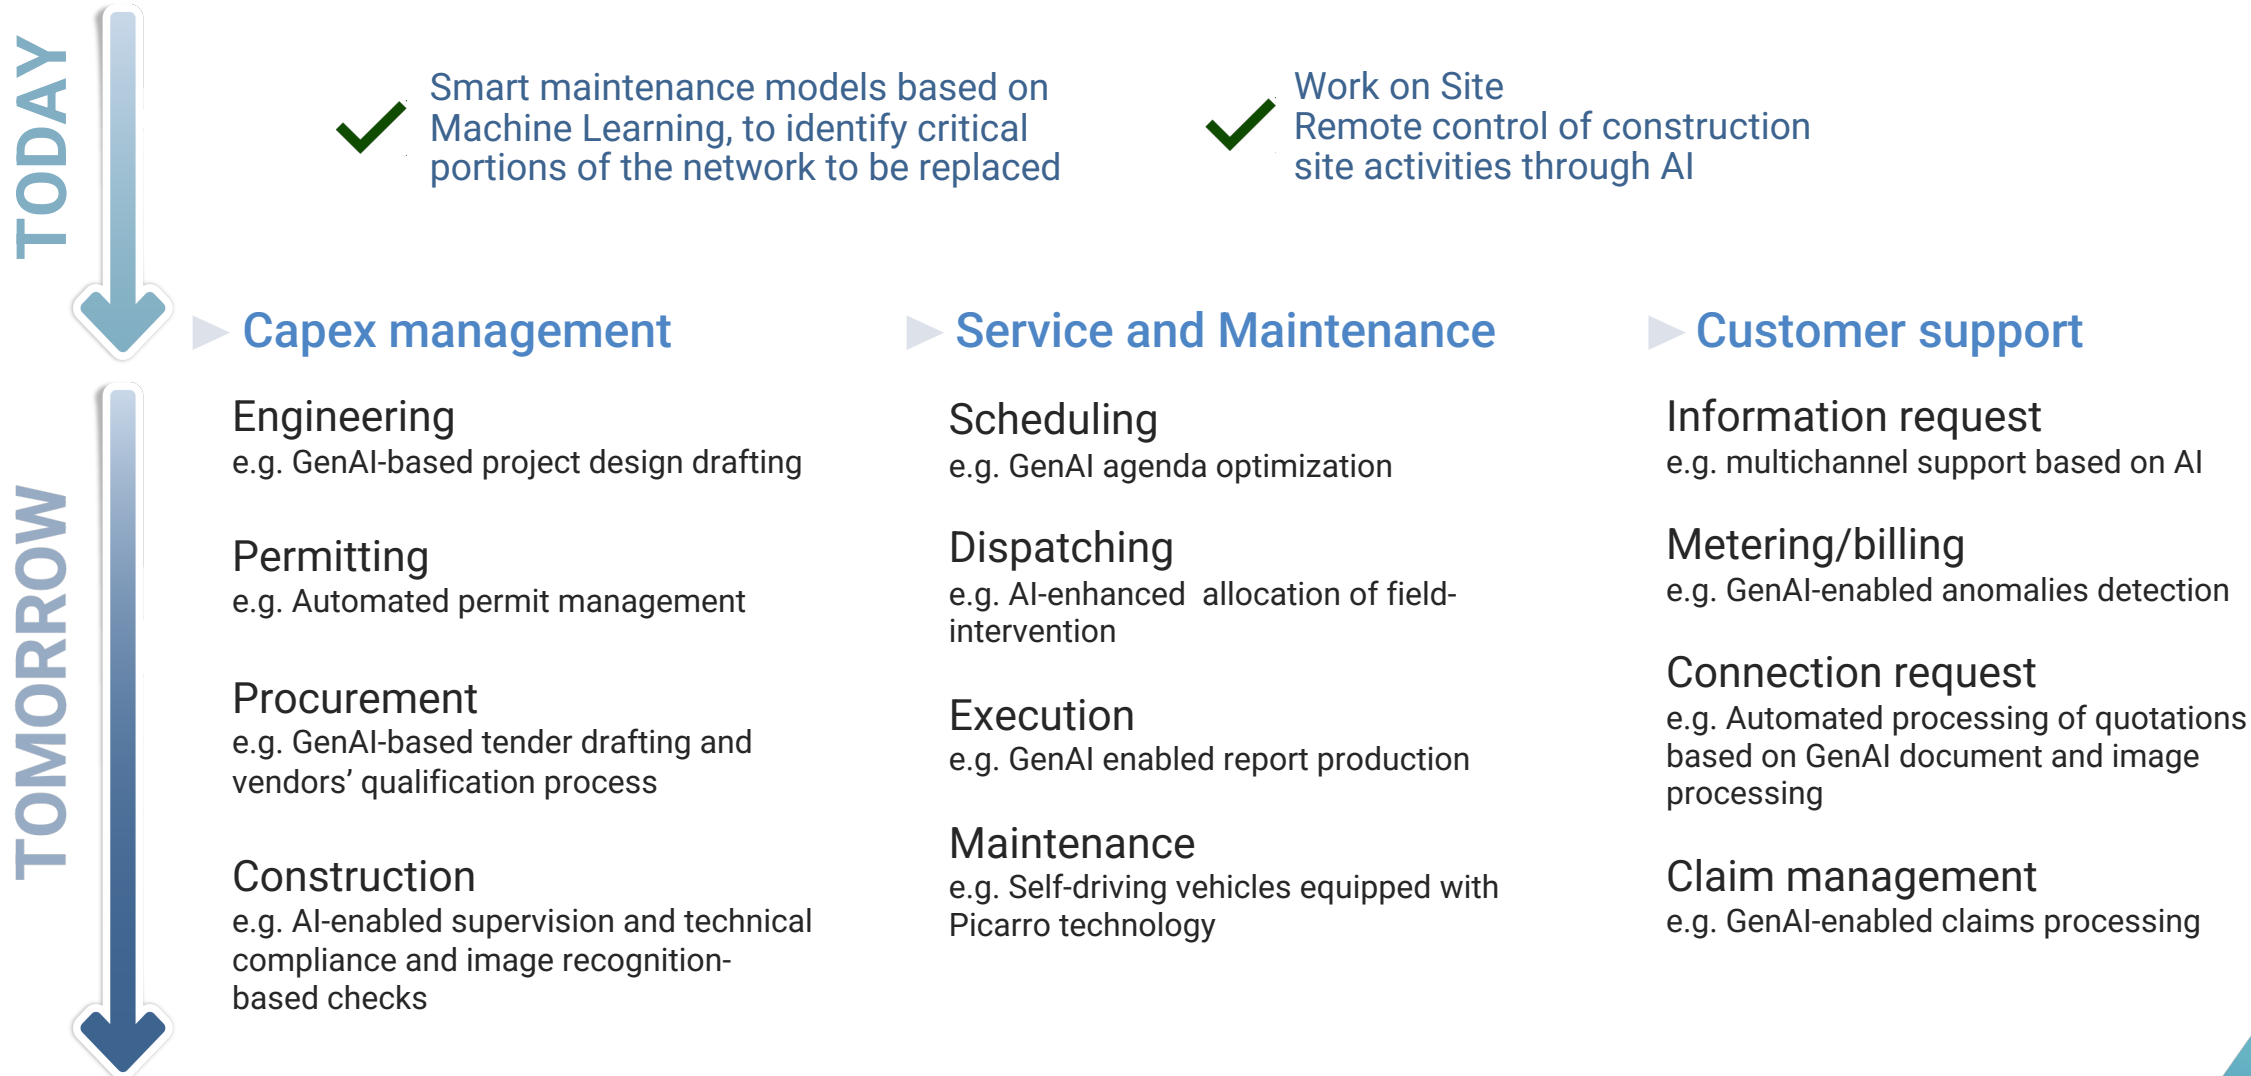 TODAY
Smart maintenance models based on
Machine Learning, to identify critical
portions of the network to be replaced
Work on Site
Remote control of construction
site activities through AI
TOMORROW
Capex management
Engineering
e.g. GenAI-based project design drafting
Permitting
e.g. Automated permit management
Procurement
e.g. GenAI-based tender drafting and
vendors’ qualification process
Construction
e.g. AI-enabled supervision and technical
compliance and image recognition-
based checks
Service and Maintenance
Scheduling
e.g. GenAI agenda optimization
Dispatching
e.g. AI-enhanced  allocation of field-
intervention
Execution
e.g. GenAI enabled report production
Maintenance
e.g. Self-driving vehicles equipped with
Picarro technology
Customer support
Information request
e.g. multichannel support based on AI
Metering/billing
e.g. GenAI-enabled anomalies detection
Connection request
e.g. Automated processing of quotations
based on GenAI document and image
processing
Claim management
e.g. GenAI-enabled claims processing